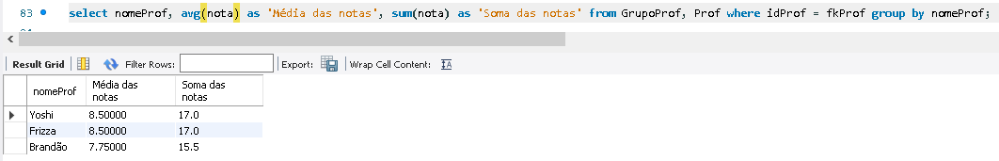 83 select nomeProf, avg(nota) as 'Média das notas', sum(nota) as 'Soma das notas' from GrupoProf, Prof where idProf = fkProf group by nomeProf;
Result Grid Filter Rows: Export: Wrap Cell Content:
nomeProf Média das notas Soma das notas
Yoshi 8.50000 17.0
Frizza 8.50000 17.0
Brandão 7.75000 15.5